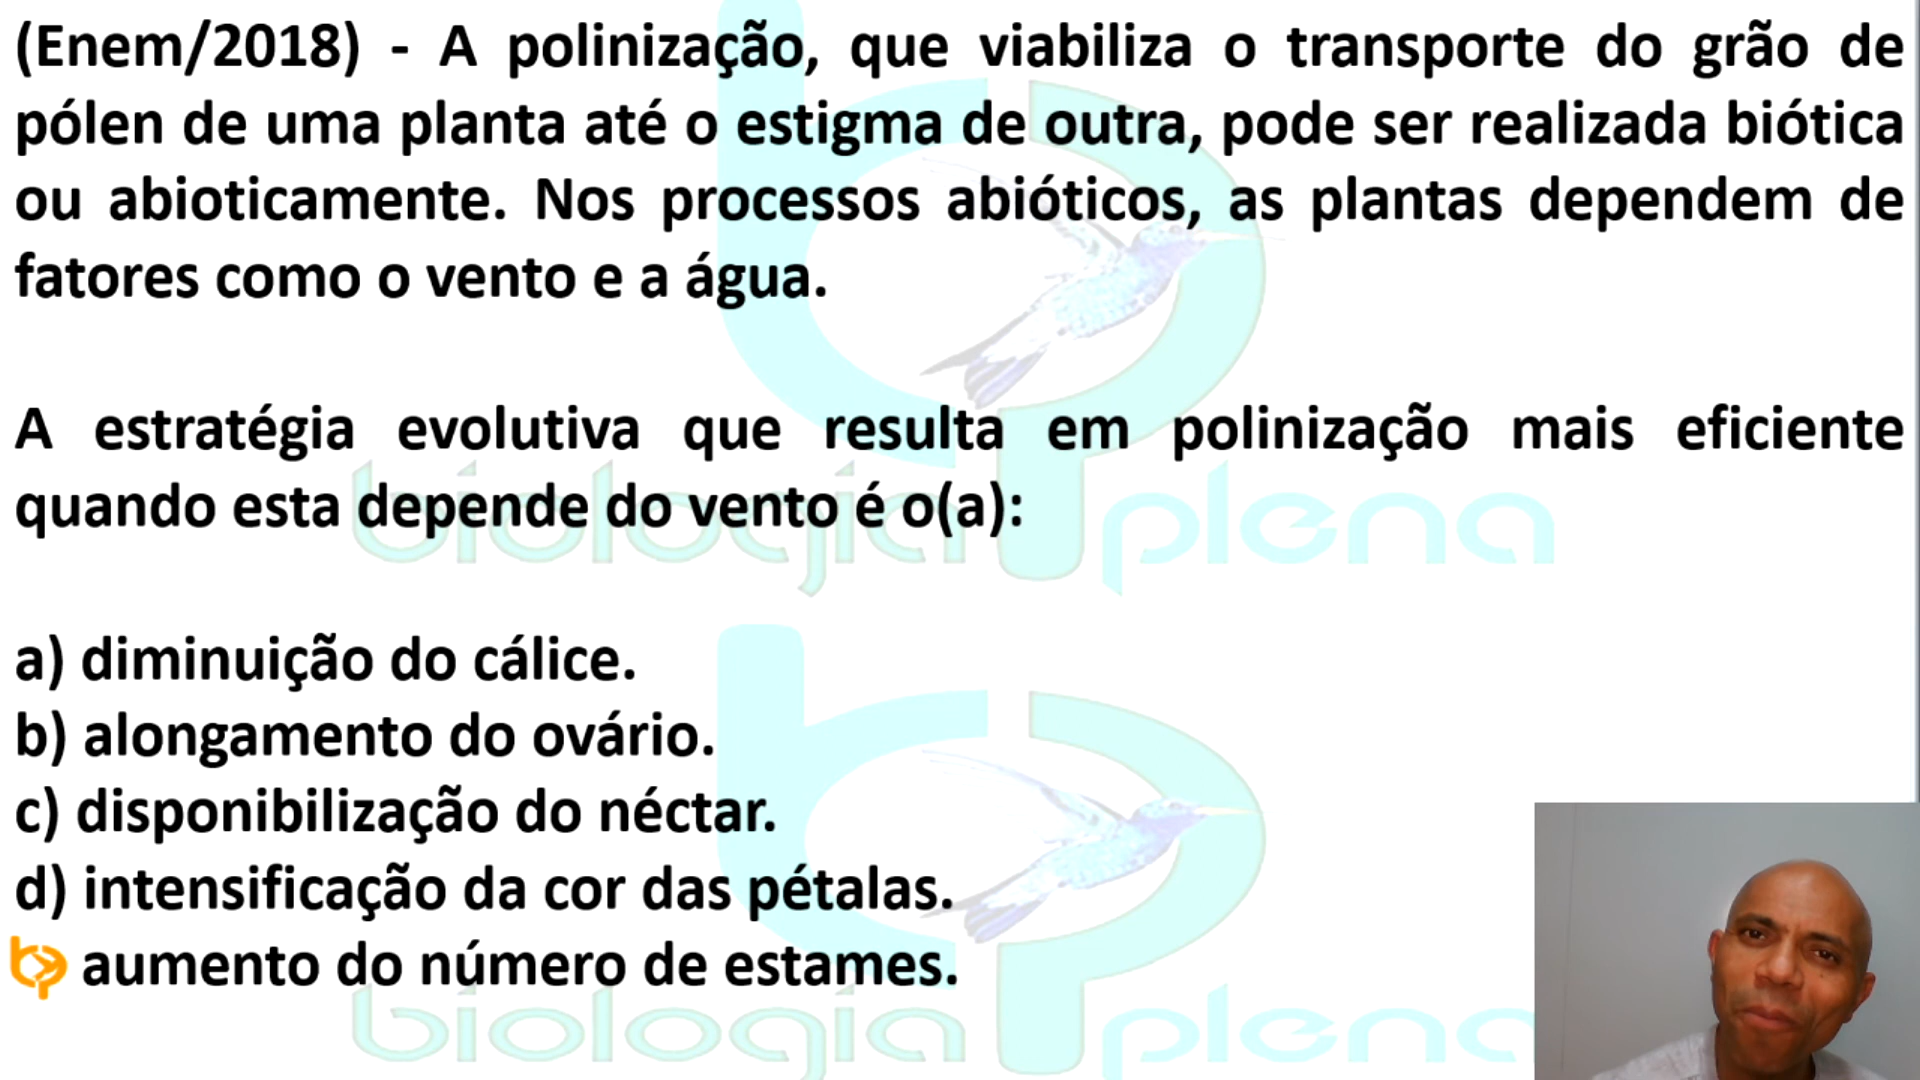 (Enem/2018) - A polinização, que viabiliza o transporte do grão de
pólen de uma planta até o estigma de outra, pode ser realizada biótica
ou abioticamente. Nos processos abióticos, as plantas dependem de
fatores como o vento e a água.
A estratégia evolutiva que resulta em polinização mais eficiente
quando esta depende do vento é o(a):
biologia plena
a) diminuição do cálice.
b) alongamento do ovário.
c) disponibilização do néctar.
d) intensificação da cor das pétalas.
aumento do número de estames.
biologia plena